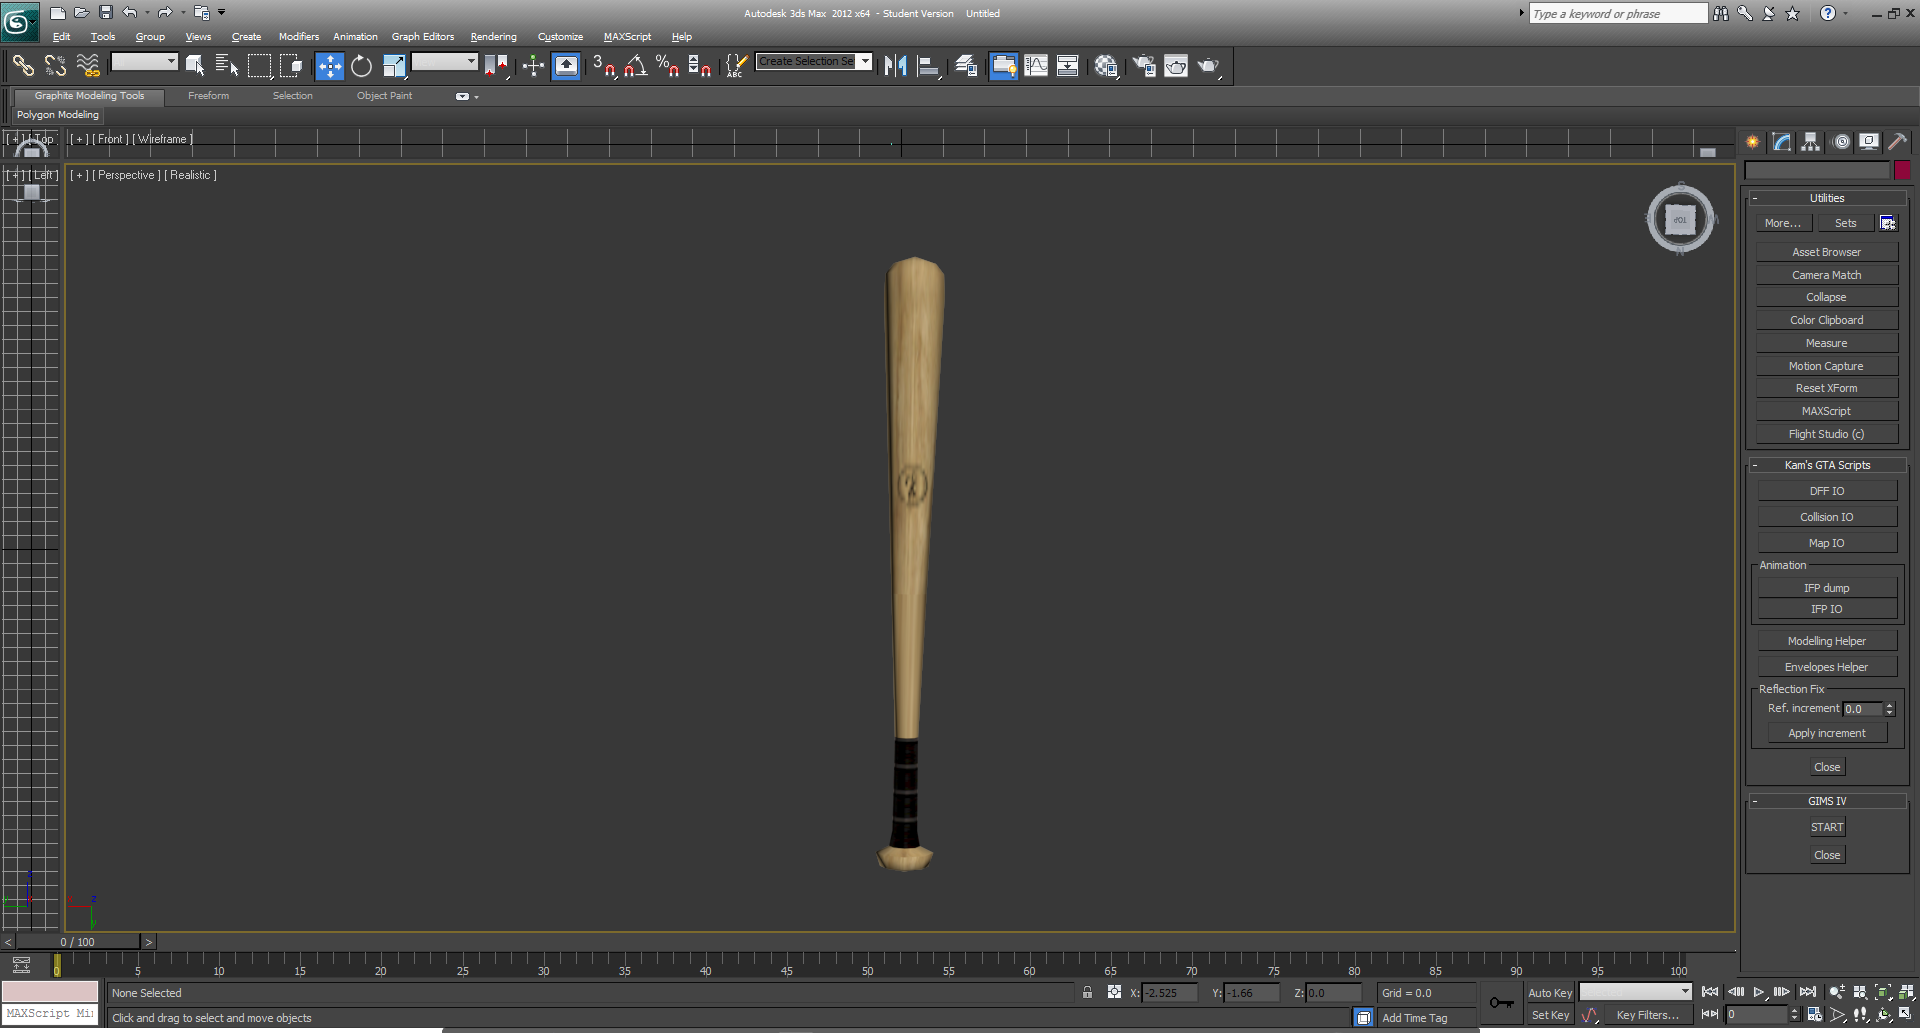 Autodesk 3ds Max 2012 x64 - Student Version Untitled
Type a keyword or phrase
Edit Tools Group Views Create Modifiers Animation Graph Editors Rendering Customize MAXScript Help
3
%
ABC
Create Selection Se
Graphite Modeling Tools Freeform Selection Object Paint
Polygon Modeling
[ + ] [ Top
[ + ] [ Front ] [ Wireframe ]
[ + ] [ Left ]
[ + ] [ Perspective ] [ Realistic ]
S
TOP
N
Utilities
More... Sets
Asset Browser
Camera Match
Collapse
Color Clipboard
Measure
Motion Capture
Reset XForm
MAXScript
Flight Studio (c)
Kam's GTA Scripts
DFF IO
Collision IO
Map IO
Animation
IFP dump
IFP IO
Modelling Helper
Envelopes Helper
Reflection Fix
Ref. increment 0.0
Apply increment
Close
GIMS IV
START
Close
z
y
z
y
< 0 / 100 >
0 5 10 15 20 25 30 35 40 45 50 55 60 65 70 75 80 85 90 95 100
None Selected X: -2.525 Y: -1.66 Z: 0.0 Grid = 0.0 Auto Key
MAXScript Mi
Click and drag to select and move objects Add Time Tag Set Key Key Filters... 0